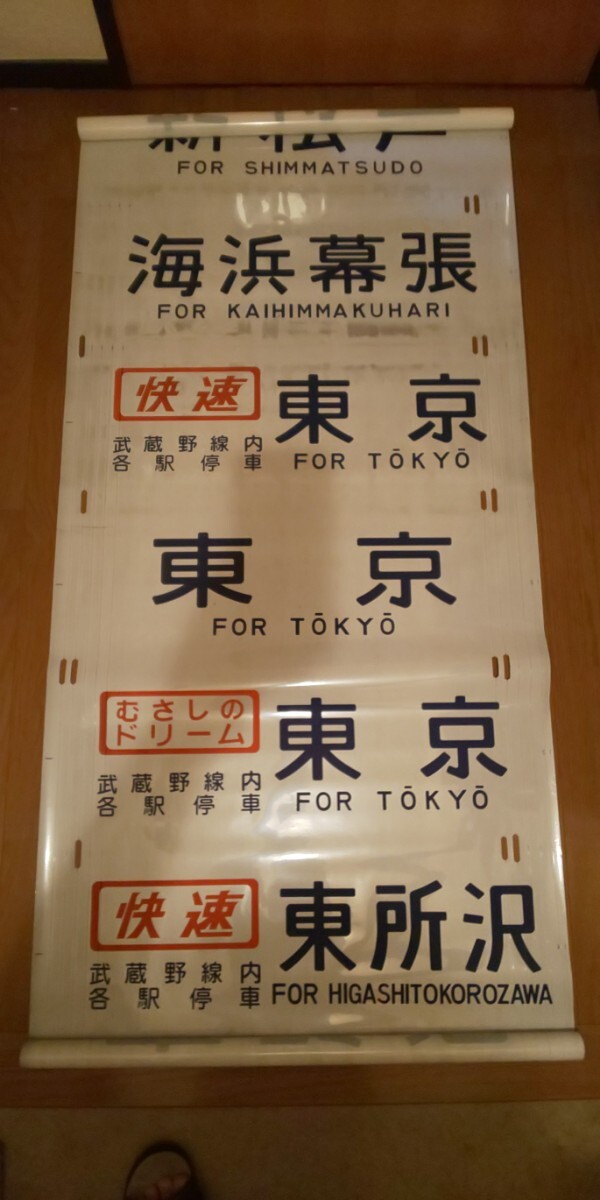 新松戸
FOR SHIMMATSUDO
海浜幕張
FOR KAIHIMMAKUHARI
快速 東京
武蔵野線内
各駅停車 FOR TŌKYŌ
東京
FOR TŌKYŌ
むさしの
ドリーム 東京
武蔵野線内
各駅停車 FOR TŌKYŌ
快速 東所沢
武蔵野線内
各駅停車 FOR HIGASHITOKOROZAWA